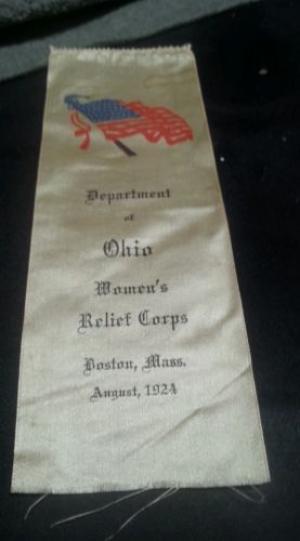 Department
of
Ohio
Women's
Relief Corps
Boston, Mass.
August, 1924